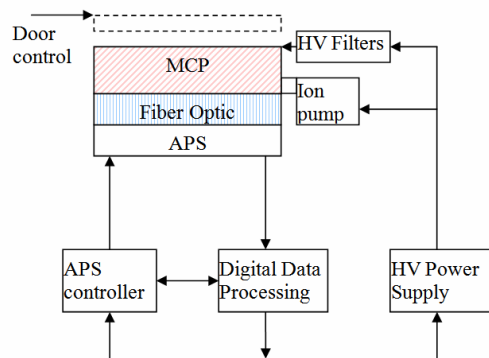 Door
control
HV Filters
MCP
Ion
pump
Fiber Optic
APS
APS
controller
Digital Data
Processing
HV Power
Supply